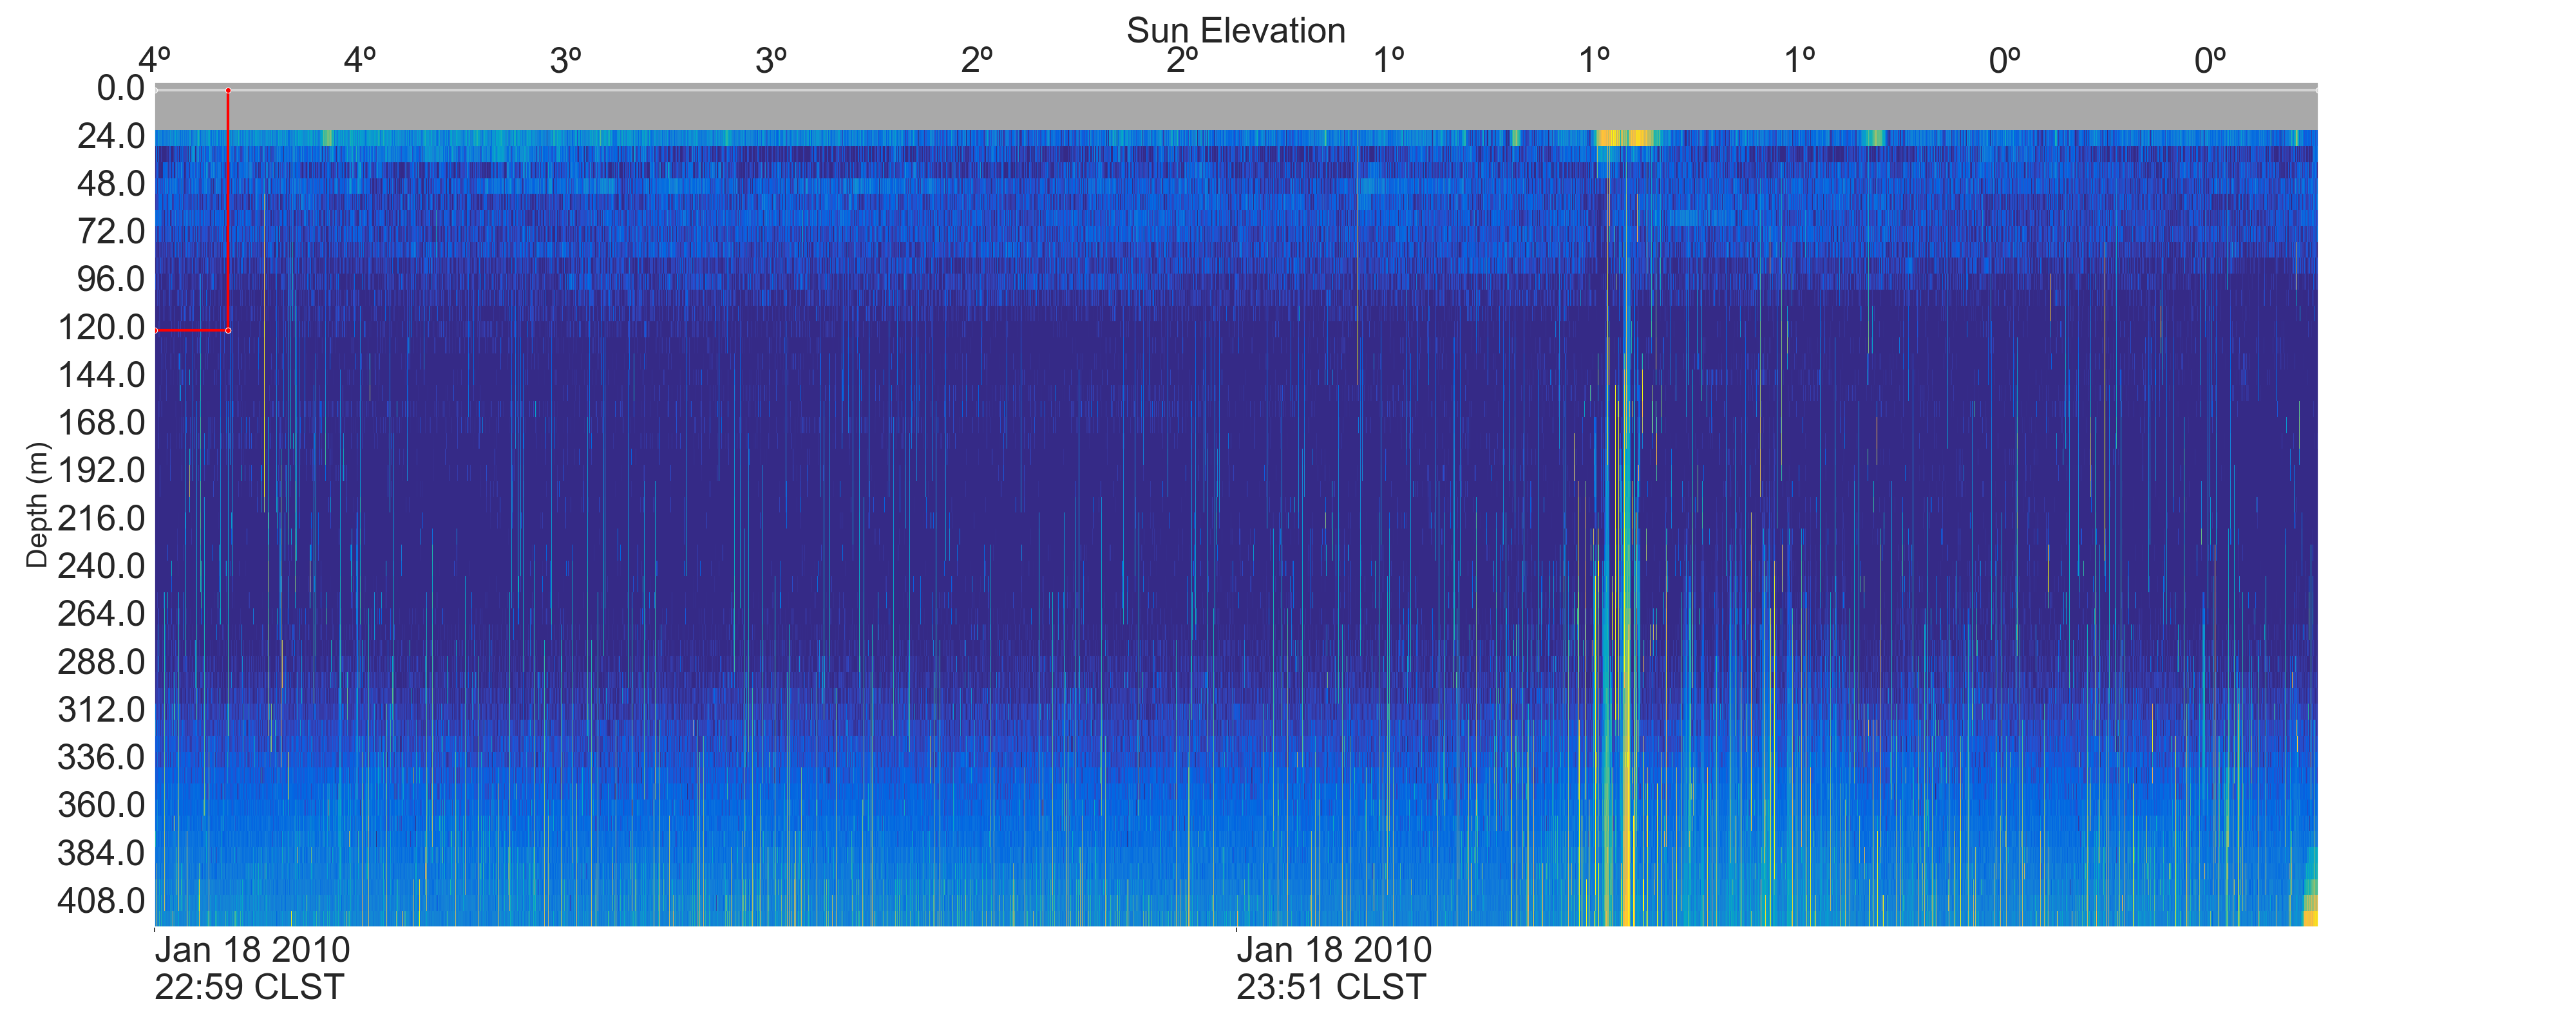 Sun Elevation
4º 4º 3º 3º 2º 2º 1º 1º 1º 0º 0º
0.0
24.0
48.0
72.0
96.0
120.0
144.0
168.0
192.0
216.0
240.0
264.0
288.0
312.0
336.0
360.0
384.0
408.0
Depth (m)
Jan 18 2010
22:59 CLST
Jan 18 2010
23:51 CLST